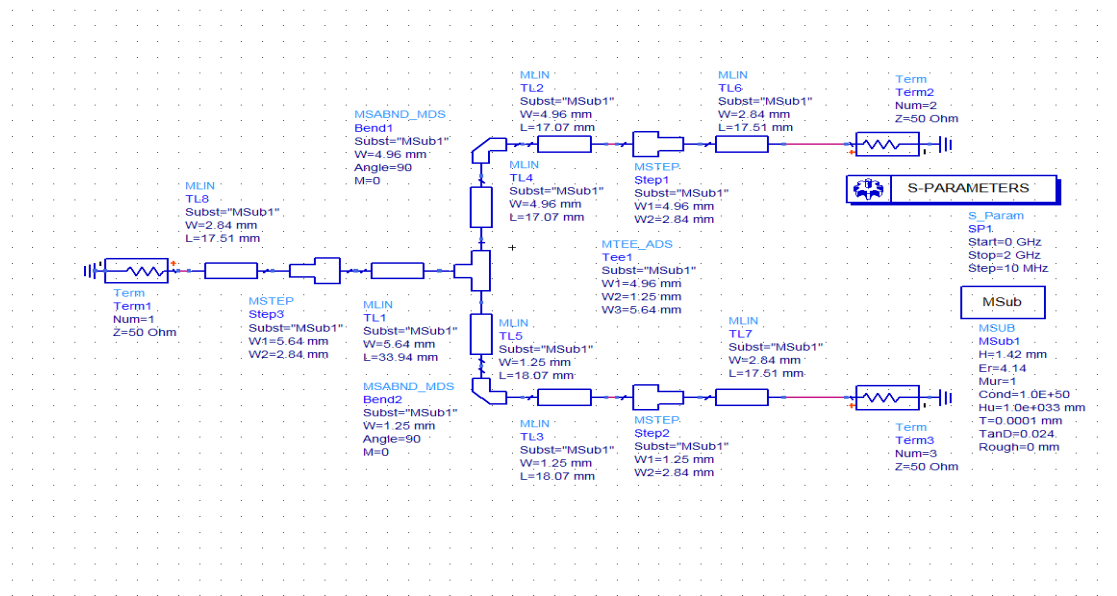 MLIN
TL2
Subst="MSub1"
W=4.96 mm
L=17.07 mm
MLIN
TL6
Subst="MSub1"
W=2.84 mm
L=17.51 mm
Term
Term2
Num=2
Z=50 Ohm
MSABND_MDS
Bend1
Subst="MSub1"
W=4.96 mm
Angle=90
M=0
MLIN
TL4
Subst="MSub1"
W=4.96 mm
L=17.07 mm
MSTEP
Step1
Subst="MSub1"
W1=4.96 mm
W2=2.84 mm
S-PARAMETERS
S_Param
SP1
Start=0 GHz
Stop=2 GHz
Step=10 MHz
MLIN
TL8
Subst="MSub1"
W=2.84 mm
L=17.51 mm
MTEE_ADS
Tee1
Subst="MSub1"
W1=4.96 mm
W2=1.25 mm
W3=5.64 mm
Term
Term1
Num=1
Z=50 Ohm
MSTEP
Step3
Subst="MSub1"
W1=5.64 mm
W2=2.84 mm
MLIN
TL1
Subst="MSub1"
W=5.64 mm
L=33.94 mm
MLIN
TL5
Subst="MSub1"
W=1.25 mm
L=18.07 mm
MLIN
TL7
Subst="MSub1"
W=2.84 mm
L=17.51 mm
MSub
MSUB
MSub1
H=1.42 mm
Er=4.14
Mur=1
Cond=1.0E+50
Hu=1.0e+033 mm
T=0.0001 mm
TanD=0.024
Rough=0 mm
MSABND_MDS
Bend2
Subst="MSub1"
W=1.25 mm
Angle=90
M=0
MLIN
TL3
Subst="MSub1"
W=1.25 mm
L=18.07 mm
MSTEP
Step2
Subst="MSub1"
W1=1.25 mm
W2=2.84 mm
Term
Term3
Num=3
Z=50 Ohm